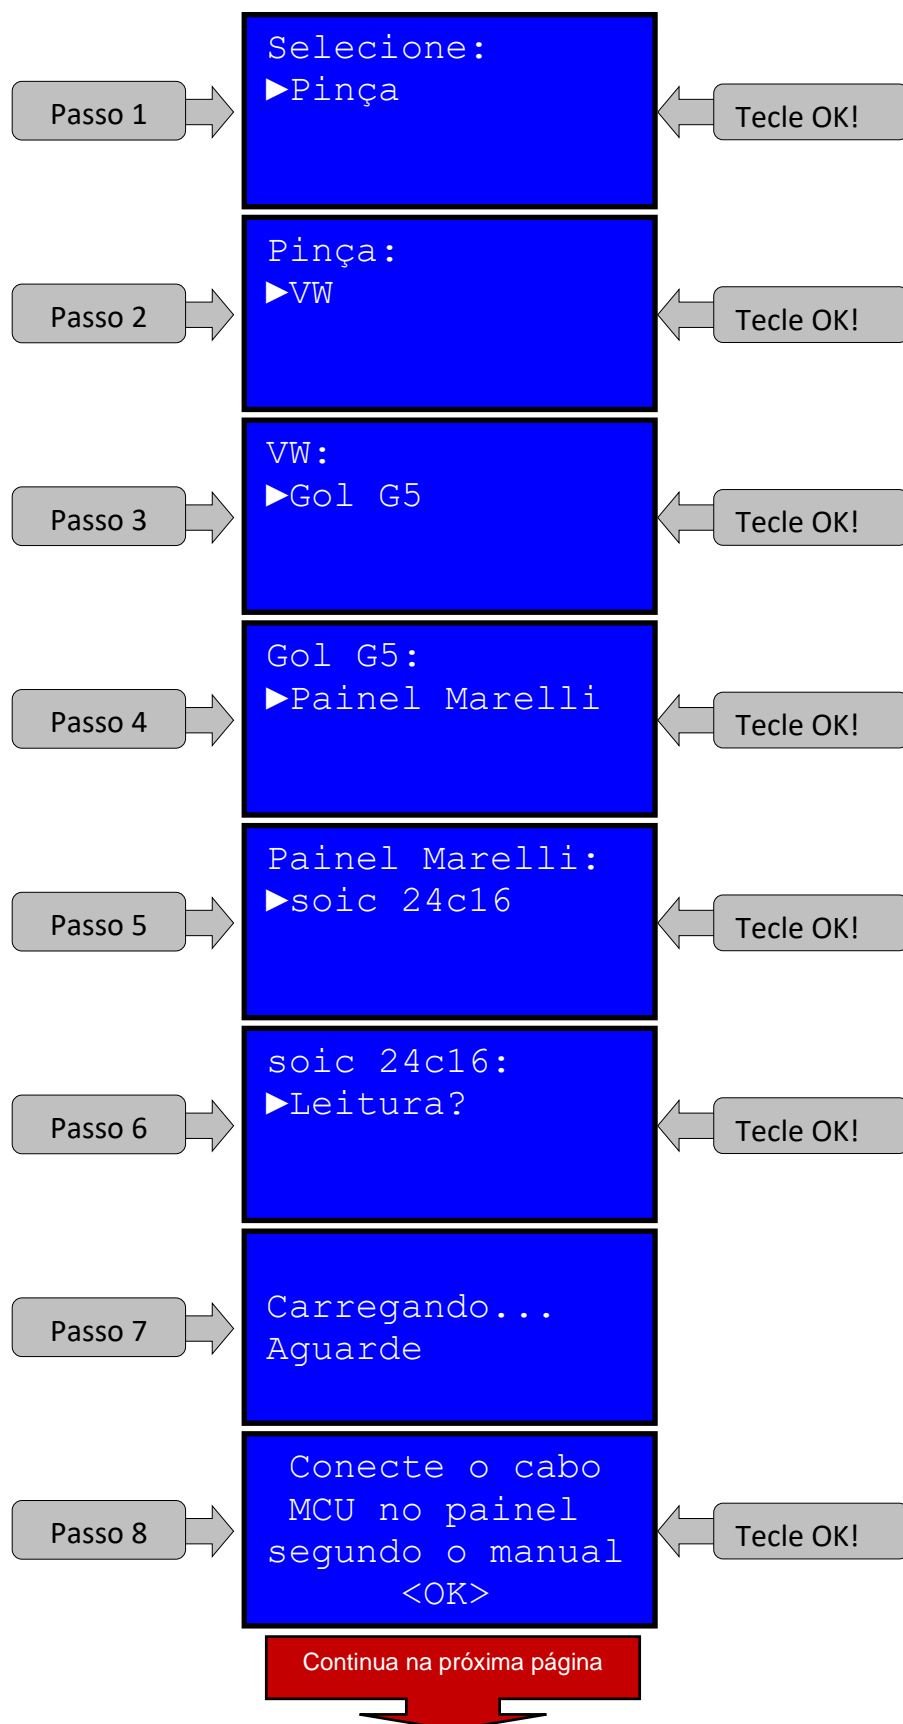 Selecione:
►Pinça
Passo 1
Tecle OK!
Pinça:
►VW
Passo 2
Tecle OK!
VW:
►Gol G5
Passo 3
Tecle OK!
Gol G5:
►Painel Marelli
Passo 4
Tecle OK!
Painel Marelli:
►soic 24c16
Passo 5
Tecle OK!
soic 24c16:
►Leitura?
Passo 6
Tecle OK!
Carregando...
Aguarde
Passo 7
Conecte o cabo
MCU no painel
segundo o manual
<OK>
Passo 8
Tecle OK!
Continua na próxima página